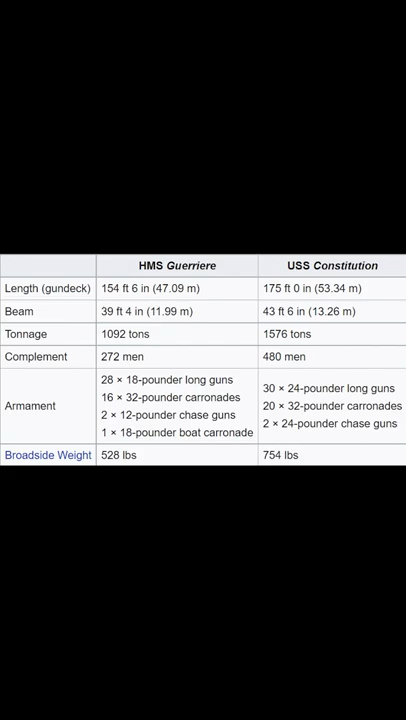 HMS Guerriere USS Constitution
Length (gundeck) 154 ft 6 in (47.09 m) 175 ft 0 in (53.34 m)
Beam 39 ft 4 in (11.99 m) 43 ft 6 in (13.26 m)
Tonnage 1092 tons 1576 tons
Complement 272 men 480 men
Armament
28 × 18-pounder long guns
16 × 32-pounder carronades
2 × 12-pounder chase guns
1 × 18-pounder boat carronade
30 × 24-pounder long guns
20 × 32-pounder carronades
2 × 24-pounder chase guns
Broadside Weight 528 lbs 754 lbs